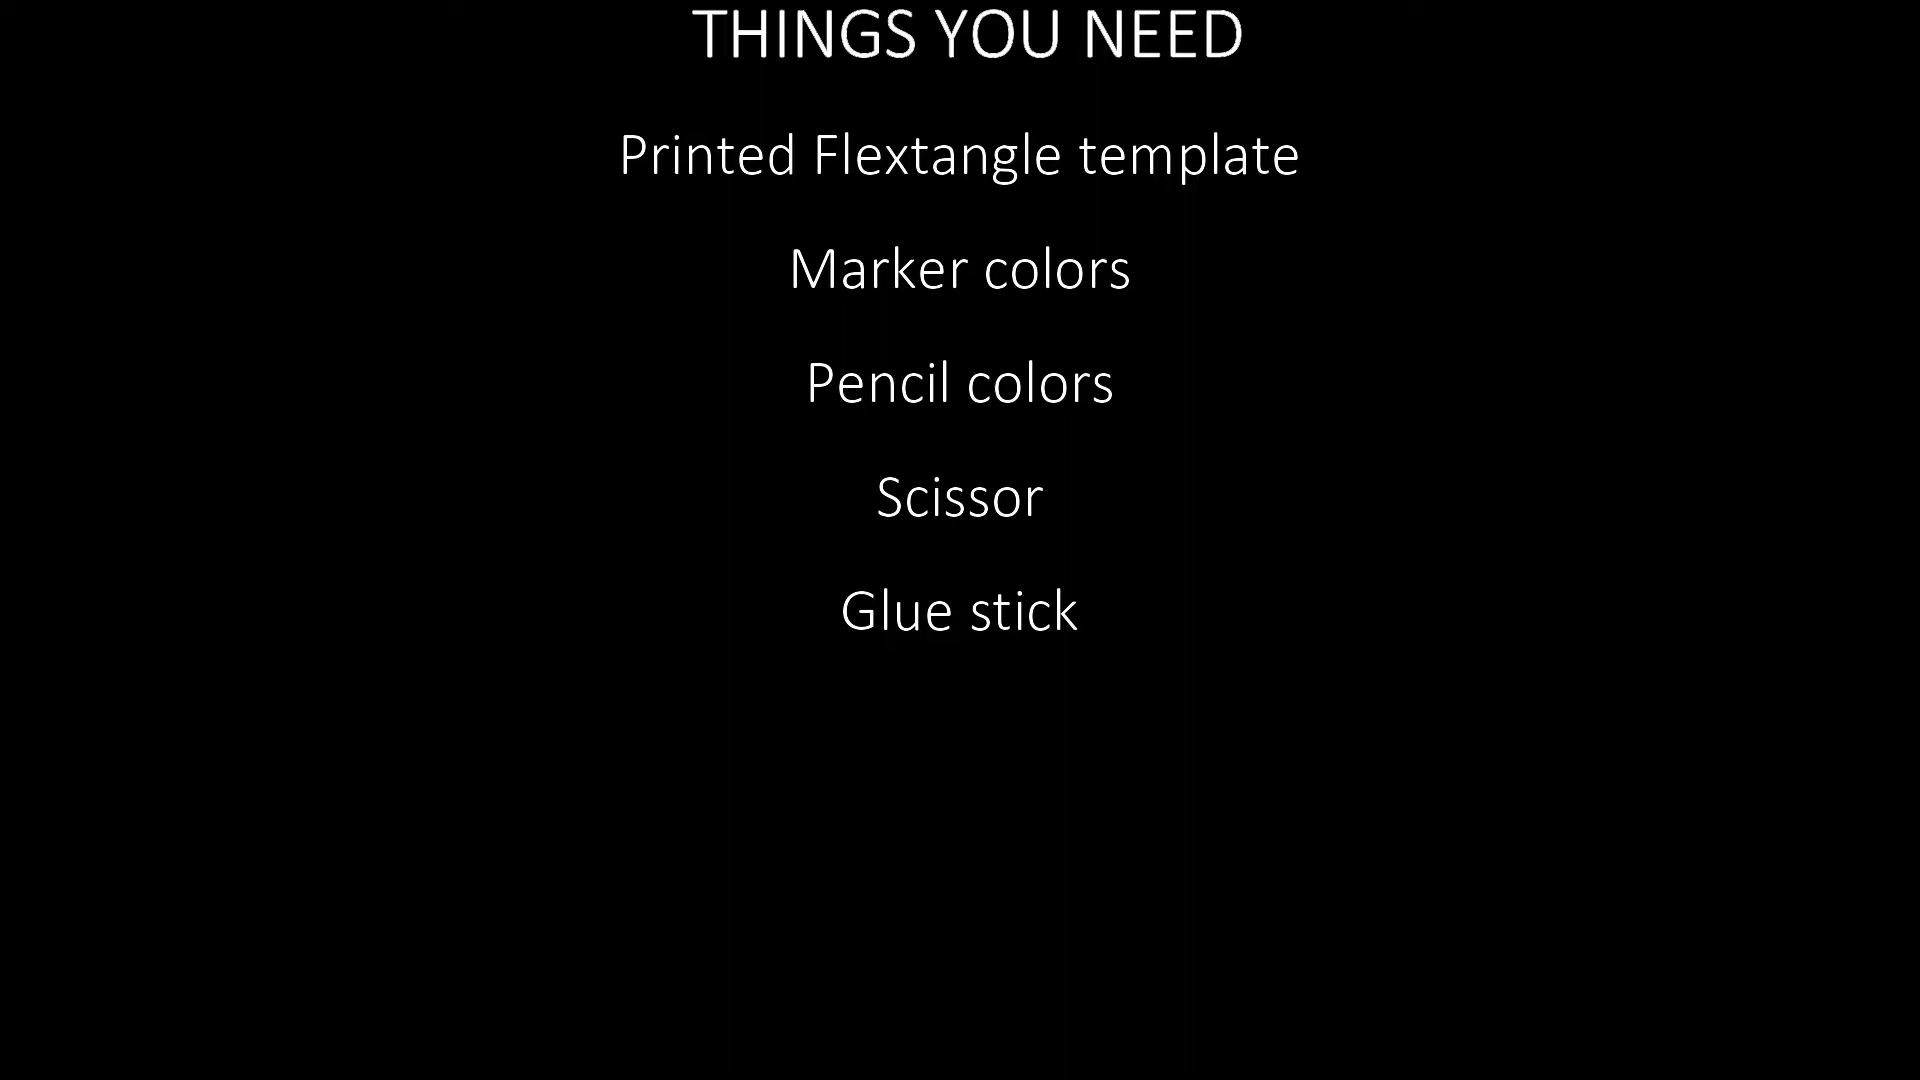 THINGS YOU NEED
Printed Flextangle template
Marker colors
Pencil colors
Scissor
Glue stick